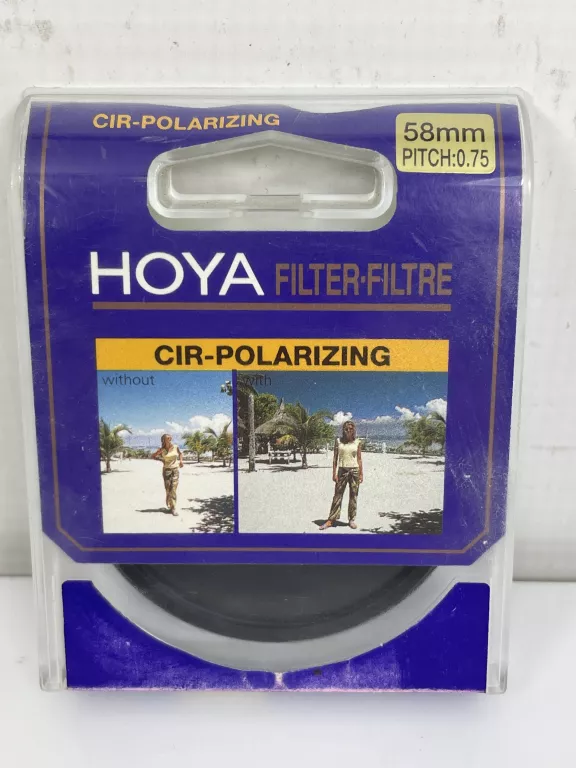 CIR-POLARIZING
58mm
PITCH:0.75
HOYA FILTER·FILTRE
CIR-POLARIZING
without
with